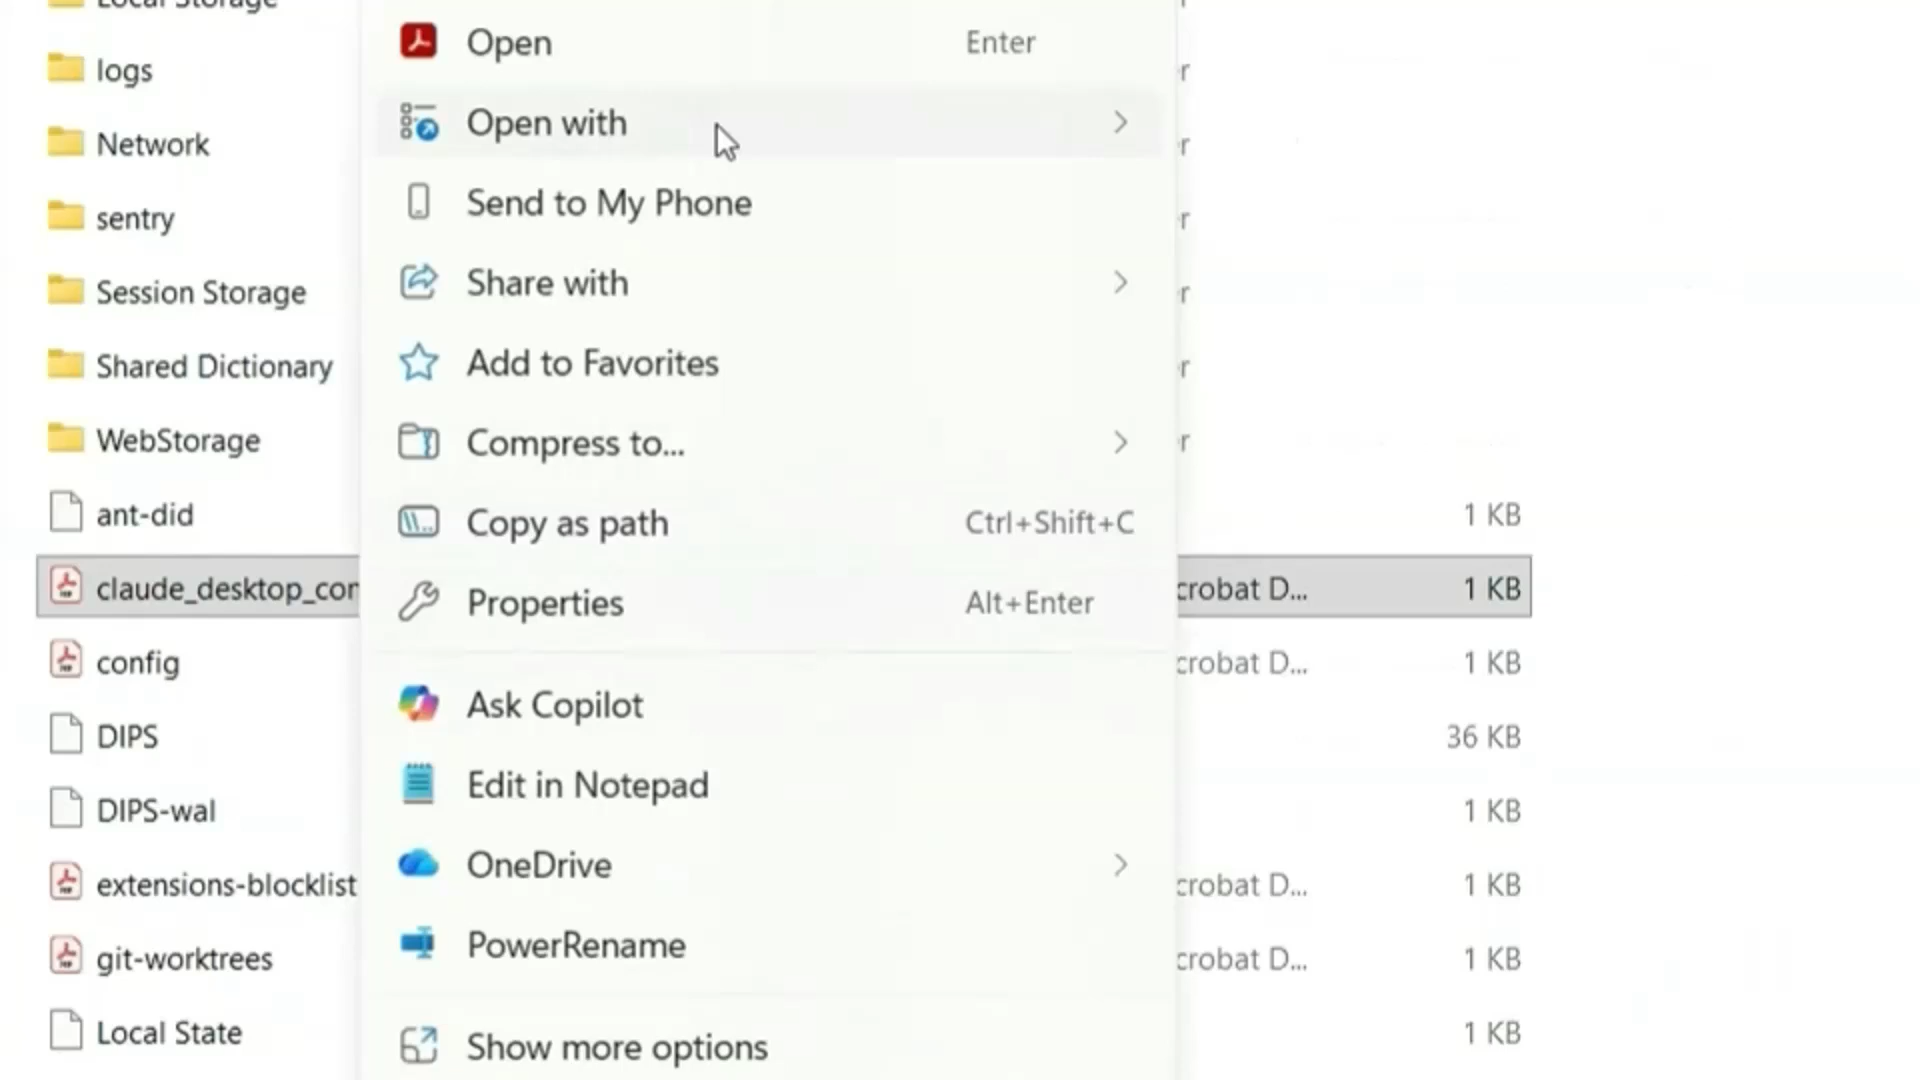 Local Storage
Open Enter
logs
Open with
Network
Send to My Phone
sentry
Share with
Session Storage
Add to Favorites
Shared Dictionary
Compress to...
WebStorage
Copy as path Ctrl+Shift+C
ant-did 1 KB
claude_desktop_con crobat D... 1 KB
Properties Alt+Enter
config crobat D... 1 KB
Ask Copilot
DIPS 36 KB
Edit in Notepad
DIPS-wal 1 KB
OneDrive
extensions-blocklist crobat D... 1 KB
PowerRename
git-worktrees crobat D... 1 KB
Local State 1 KB
Show more options